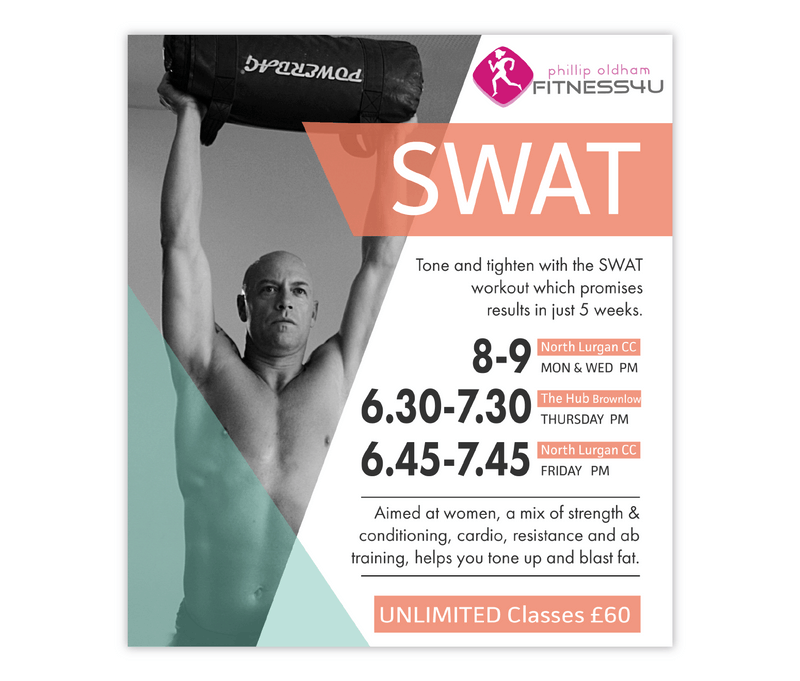 POWERBAG
phillip oldham
FITNESS4U
SWAT
Tone and tighten with the SWAT
workout which promises
results in just 5 weeks.
8-9 North Lurgan CC
MON & WED PM
6.30-7.30 The Hub Brownlow
THURSDAY PM
6.45-7.45 North Lurgan CC
FRIDAY PM
Aimed at women, a mix of strength &
conditioning, cardio, resistance and ab
training, helps you tone up and blast fat.
UNLIMITED Classes £60